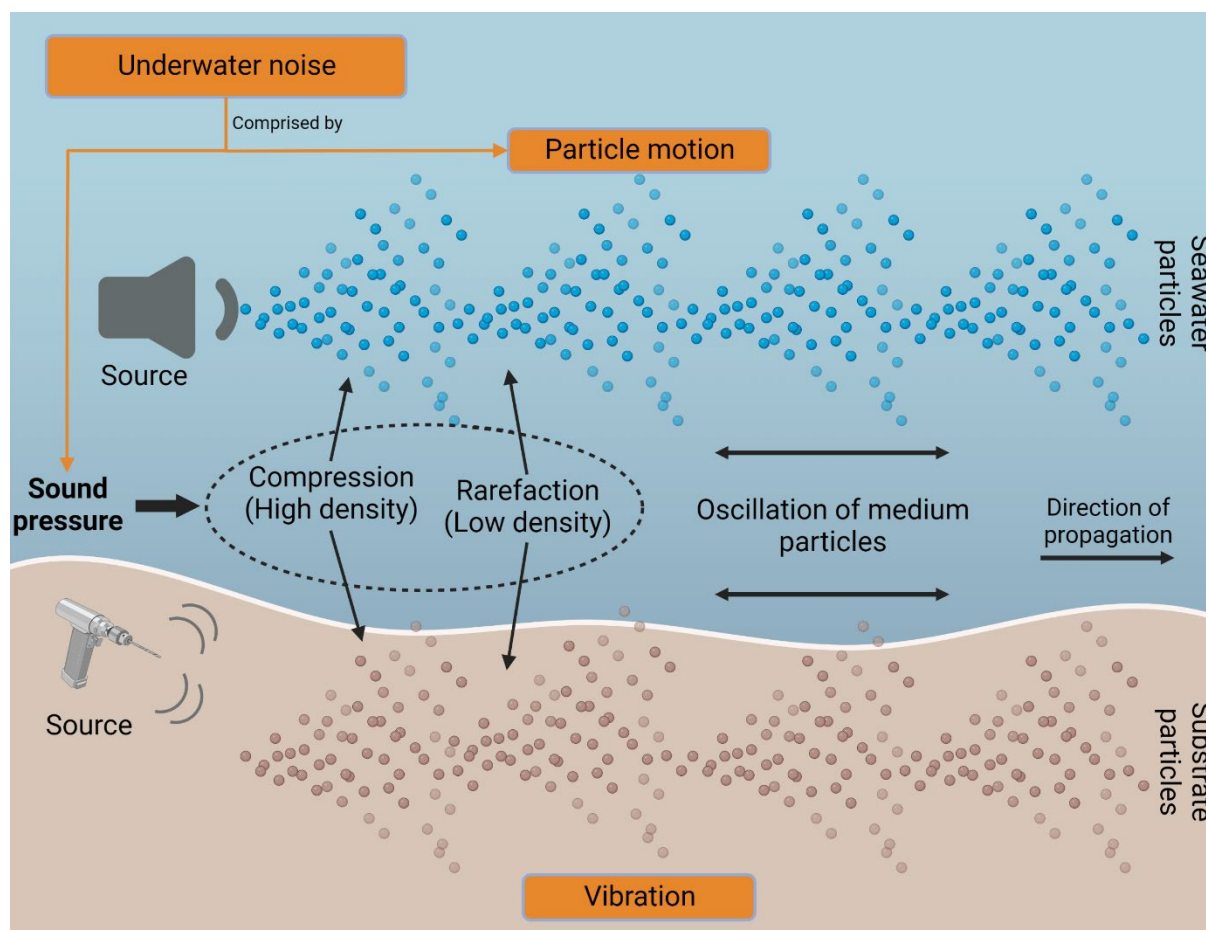 Underwater noise
Comprised by
Particle motion
Seawater
particles
Source
Compression
(High density)
Rarefaction
(Low density)
Sound
pressure
Oscillation of medium
particles
Direction of
propagation
Source
Substrate
particles
Vibration